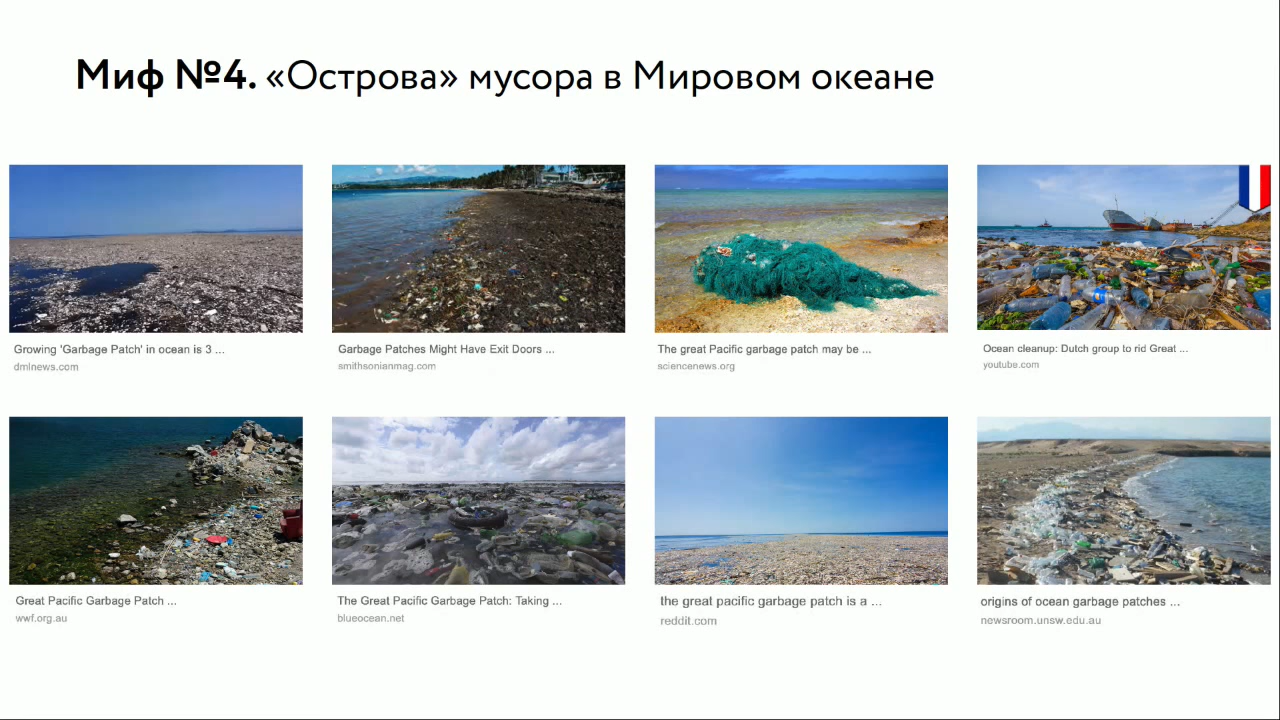 Миф №4. «Острова» мусора в Мировом океане
Growing 'Garbage Patch' in ocean is 3 ...
dmlnews.com
Garbage Patches Might Have Exit Doors ...
smithsonianmag.com
The great Pacific garbage patch may be ...
sciencenews.org
Ocean cleanup: Dutch group to rid Great ...
youtube.com
Great Pacific Garbage Patch ...
wwf.org.au
The Great Pacific Garbage Patch: Taking ...
blueocean.net
the great pacific garbage patch is a ...
reddit.com
origins of ocean garbage patches ...
newsroom.unsw.edu.au